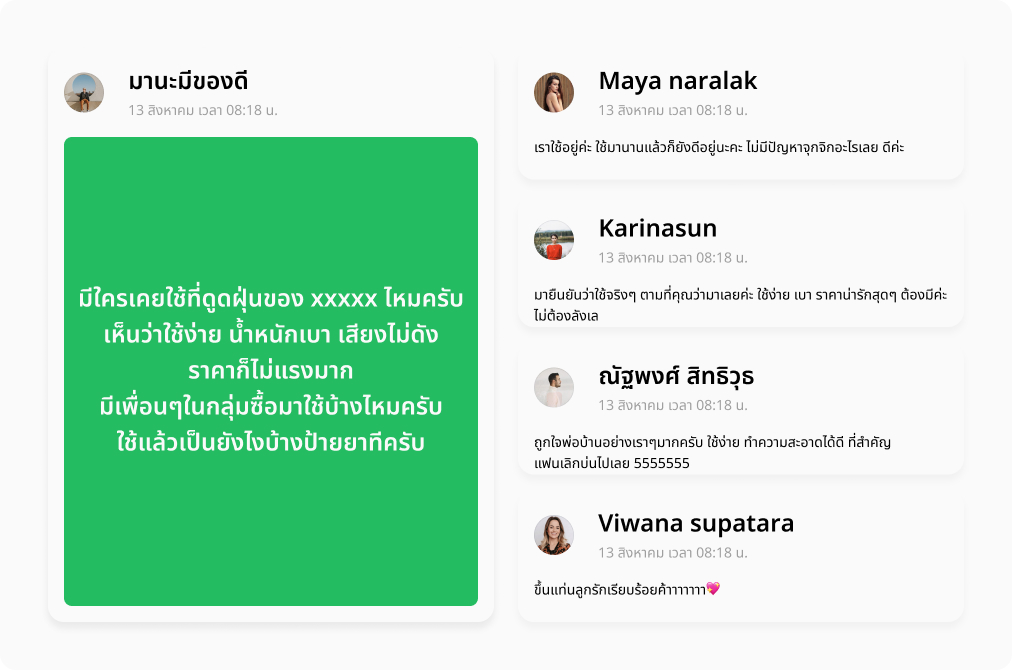 มานะมีของดี
13 สิงหาคม เวลา 08:18 น.
มีใครเคยใช้ที่ดูดฝุ่นของ xxxxx ไหมครับ
เห็นว่าใช้ง่าย น้ำหนักเบา เสียงไม่ดัง
ราคาก็ไม่แรงมาก
มีเพื่อนๆในกลุ่มซื้อมาใช้บ้างไหมครับ
ใช้แล้วเป็นยังไงบ้างป้ายยาทีครับ
Maya naralak
13 สิงหาคม เวลา 08:18 น.
เราใช้อยู่ค่ะ ใช้มานานแล้วก็ยังดีอยู่นะคะ ไม่มีปัญหาจุกจิกอะไรเลย ดีค่ะ
Karinasun
13 สิงหาคม เวลา 08:18 น.
มายืนยันว่าใช้จริงๆ ตามที่คุณว่ามาเลยค่ะ ใช้ง่าย เบา ราคาน่ารักสุดๆ ต้องมีค่ะ
ไม่ต้องลังเล
ณัฐพงศ์ สิทธิวุธ
13 สิงหาคม เวลา 08:18 น.
ถูกใจพ่อบ้านอย่างเราๆมากครับ ใช้ง่าย ทำความสะอาดได้ดี ที่สำคัญ
แฟนเลิกบ่นไปเลย 5555555
Viwana supatara
13 สิงหาคม เวลา 08:18 น.
ขึ้นแท่นลูกรักเรียบร้อยค้าาาาาาา💖